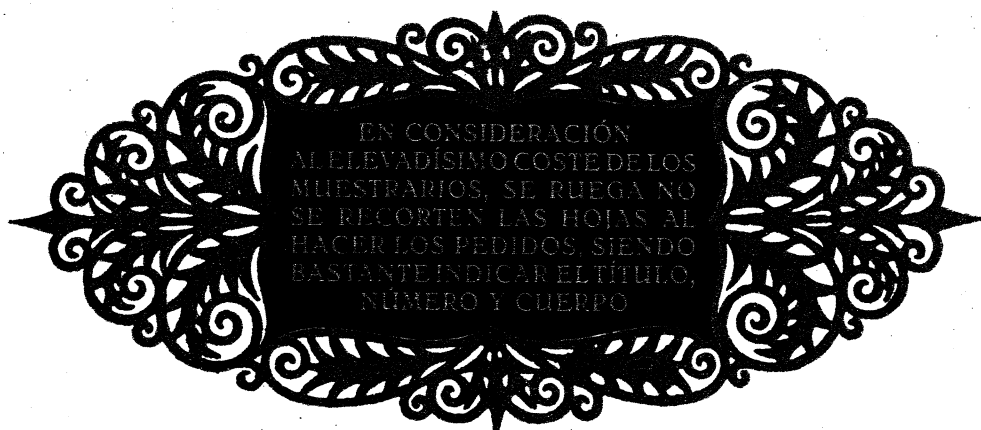 EN CONSIDERACIÓN
AL ELEVADÍSIMO COSTE DE LOS
MUESTRARIOS, SE RUEGA NO
SE RECORTEN LAS HOJAS AL
HACER LOS PEDIDOS, SIENDO
BASTANTE INDICAR EL TÍTULO,
NÚMERO Y CUERPO